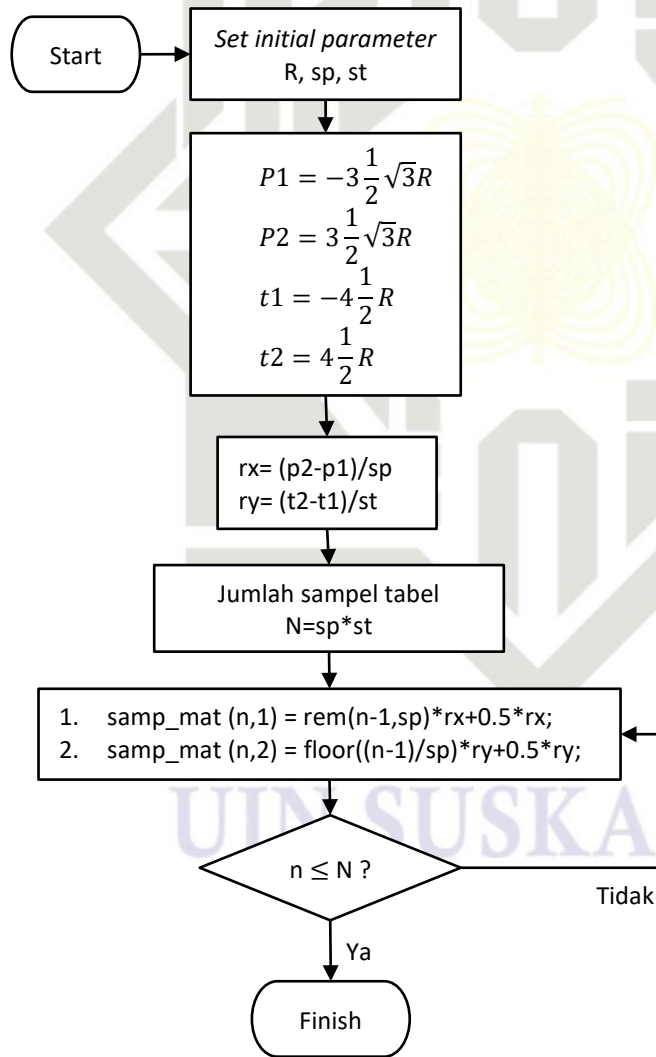 Start
Set initial parameter
R, sp, st
P1 = −3 1/2 √3R
P2 = 3 1/2 √3R
t1 = −4 1/2 R
t2 = 4 1/2 R
rx= (p2-p1)/sp
ry= (t2-t1)/st
Jumlah sampel tabel
N=sp*st
1. samp_mat (n,1) = rem(n-1,sp)*rx+0.5*rx;
2. samp_mat (n,2) = floor((n-1)/sp)*ry+0.5*ry;
UIN SUSKA
n ≤ N ?
Tidak
Ya
Finish